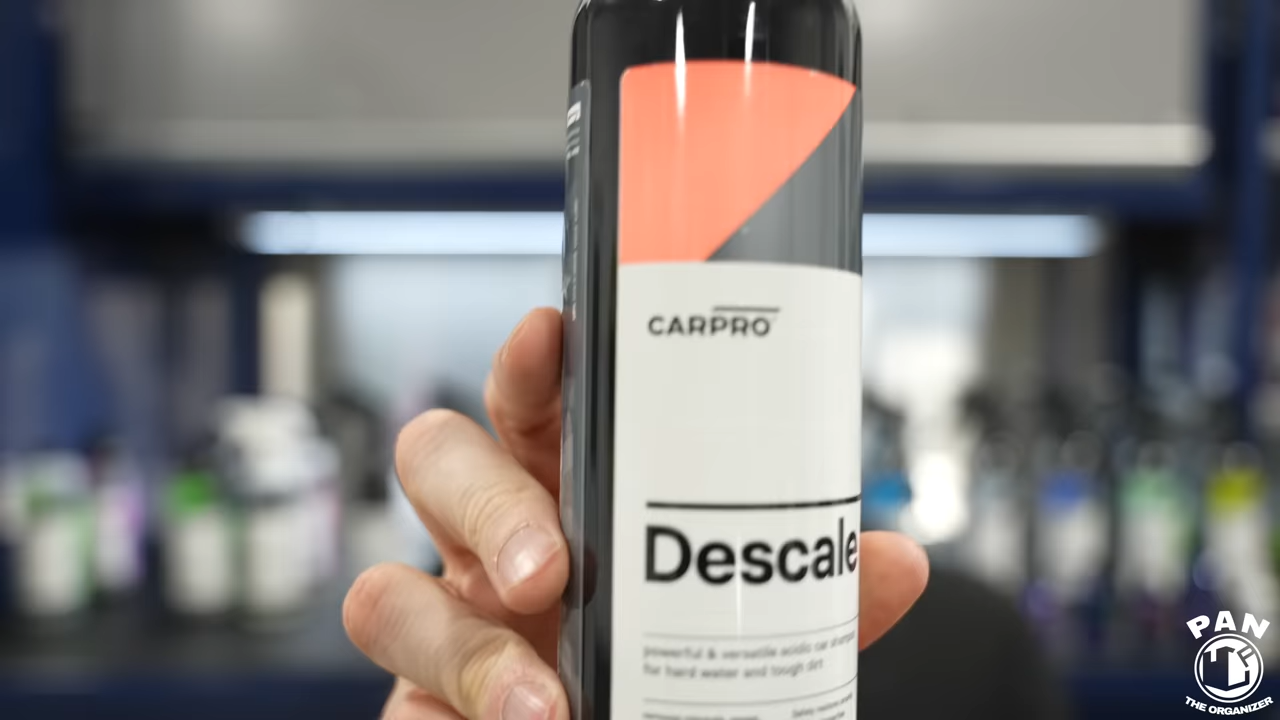 CARPRO
Descale
powerful & versatile acidic car shampoo
for hard water and tough dirt
PAN
THE ORGANIZER